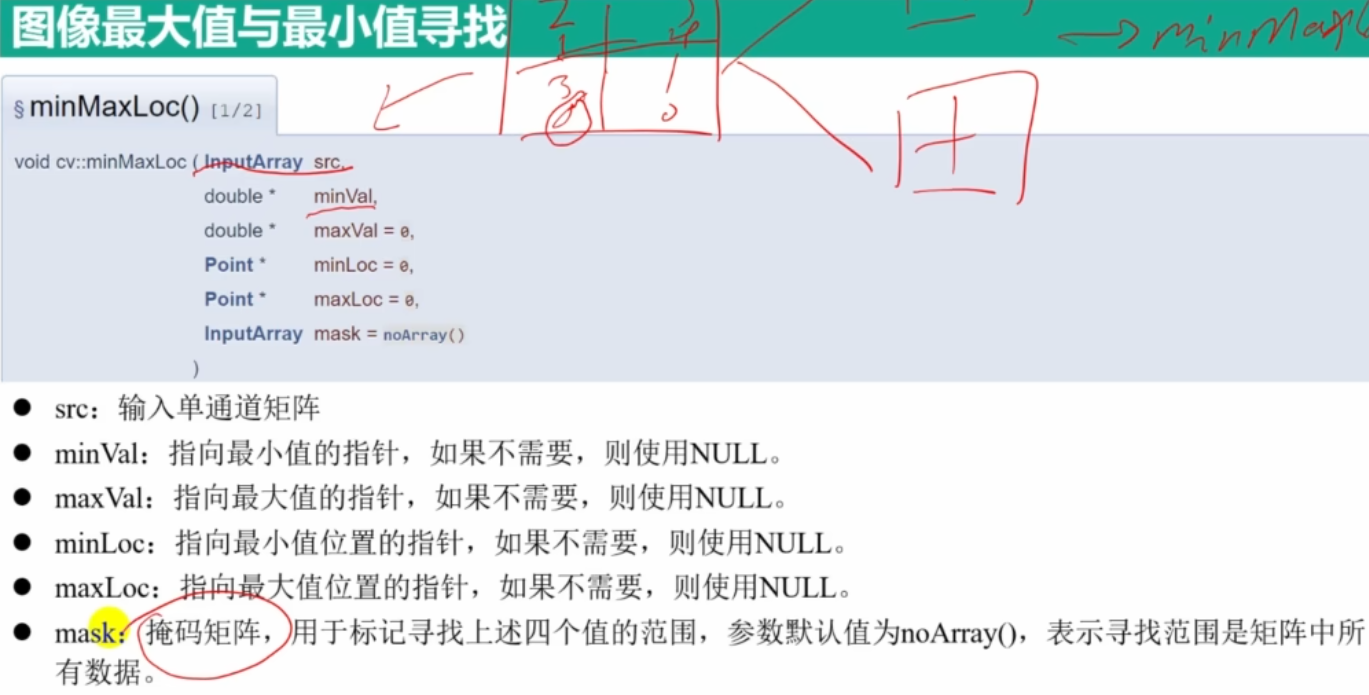 图像最大值与最小值寻找
→minMax
§ minMaxLoc() [1/2]
void cv::minMaxLoc ( InputArray src,
double * minVal,
double * maxVal = 0,
Point * minLoc = 0,
Point * maxLoc = 0,
InputArray mask = noArray()
)
● src：输入单通道矩阵
● minVal：指向最小值的指针，如果不需要，则使用NULL。
● maxVal：指向最大值的指针，如果不需要，则使用NULL。
● minLoc：指向最小值位置的指针，如果不需要，则使用NULL。
● maxLoc：指向最大值位置的指针，如果不需要，则使用NULL。
● mask：掩码矩阵，用于标记寻找上述四个值的范围，参数默认值为noArray()，表示寻找范围是矩阵中所
有数据。